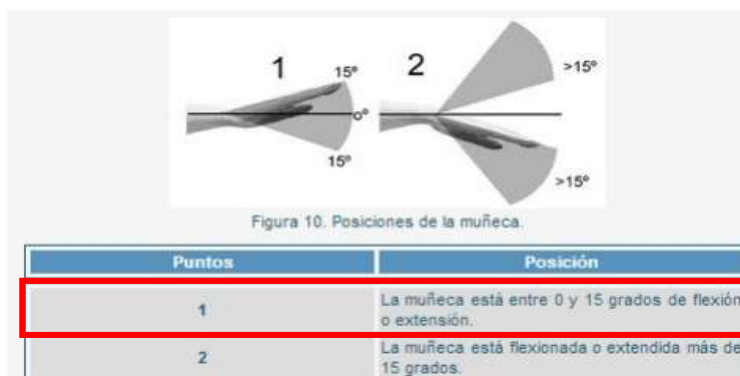 1
15º
0º
15º
2
>15º
>15º
Figura 10. Posiciones de la muñeca.
Puntos Posición
1 La muñeca está entre 0 y 15 grados de flexión
o extensión.
2 La muñeca está flexionada o extendida más de
15 grados.